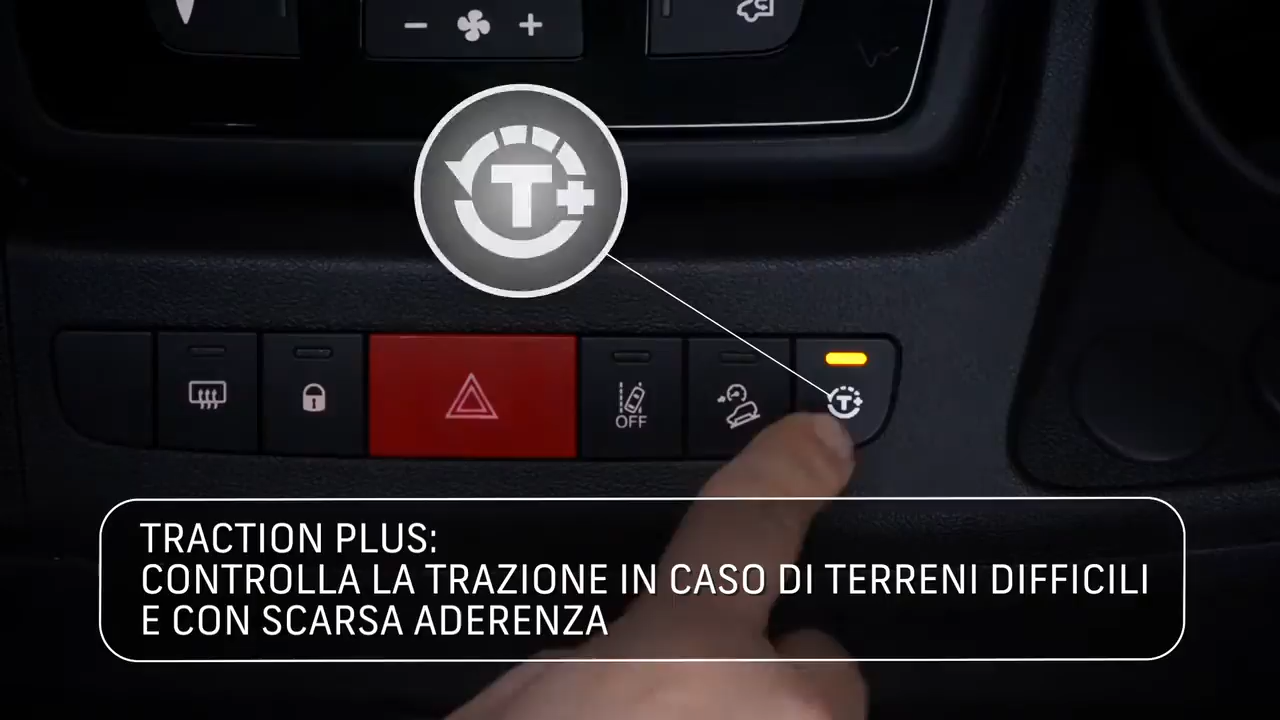 T+
OFF
T+
TRACTION PLUS:
CONTROLLA LA TRAZIONE IN CASO DI TERRENI DIFFICILI
E CON SCARSA ADERENZA